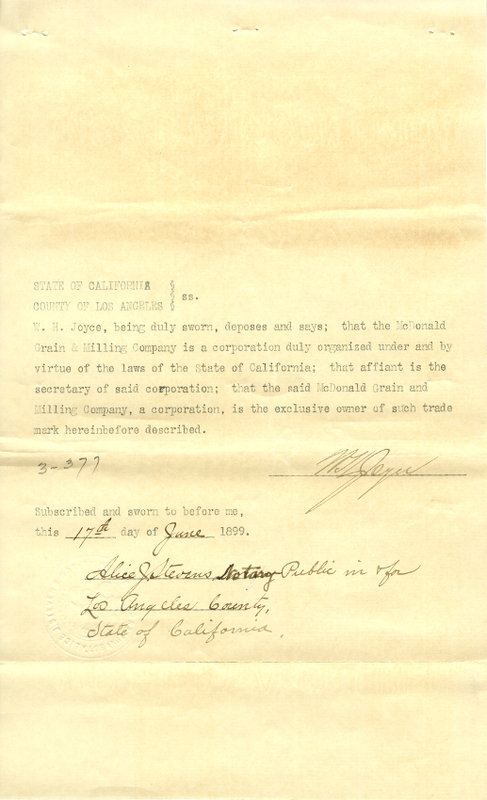 STATE OF CALIFORNIA § ss.
COUNTY OF LOS ANGELES §
W. H. Joyce, being duly sworn, deposes and says; that the McDonald
Grain & Milling Company is a corporation duly organized under and by
virtue of the laws of the State of California; that affiant is the
secretary of said corporation; that the said McDonald Grain and
Milling Company, a corporation, is the exclusive owner of such trade
mark hereinbefore described.
3-377
W H Joyce
Subscribed and sworn to before me,
this 17th day of June 1899.
Alice J Stevens Notary Public in & for
Los Angeles County,
State of California.